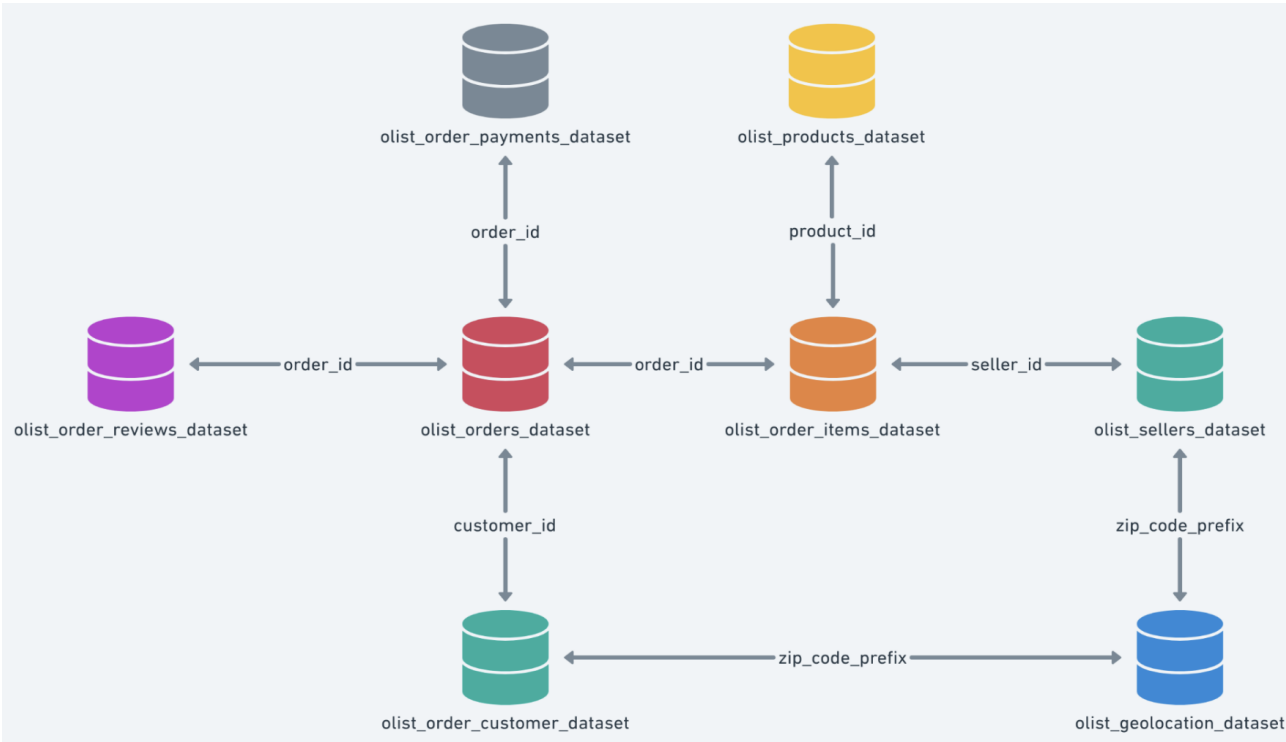 olist_order_payments_dataset
olist_products_dataset
order_id
product_id
order_id
order_id
seller_id
olist_order_reviews_dataset
olist_orders_dataset
olist_order_items_dataset
olist_sellers_dataset
customer_id
zip_code_prefix
zip_code_prefix
olist_order_customer_dataset
olist_geolocation_dataset